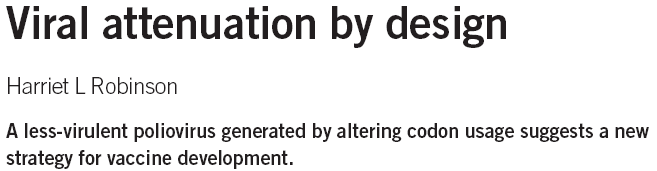 Viral attenuation by design
Harriet L Robinson
A less-virulent poliovirus generated by altering codon usage suggests a new
strategy for vaccine development.